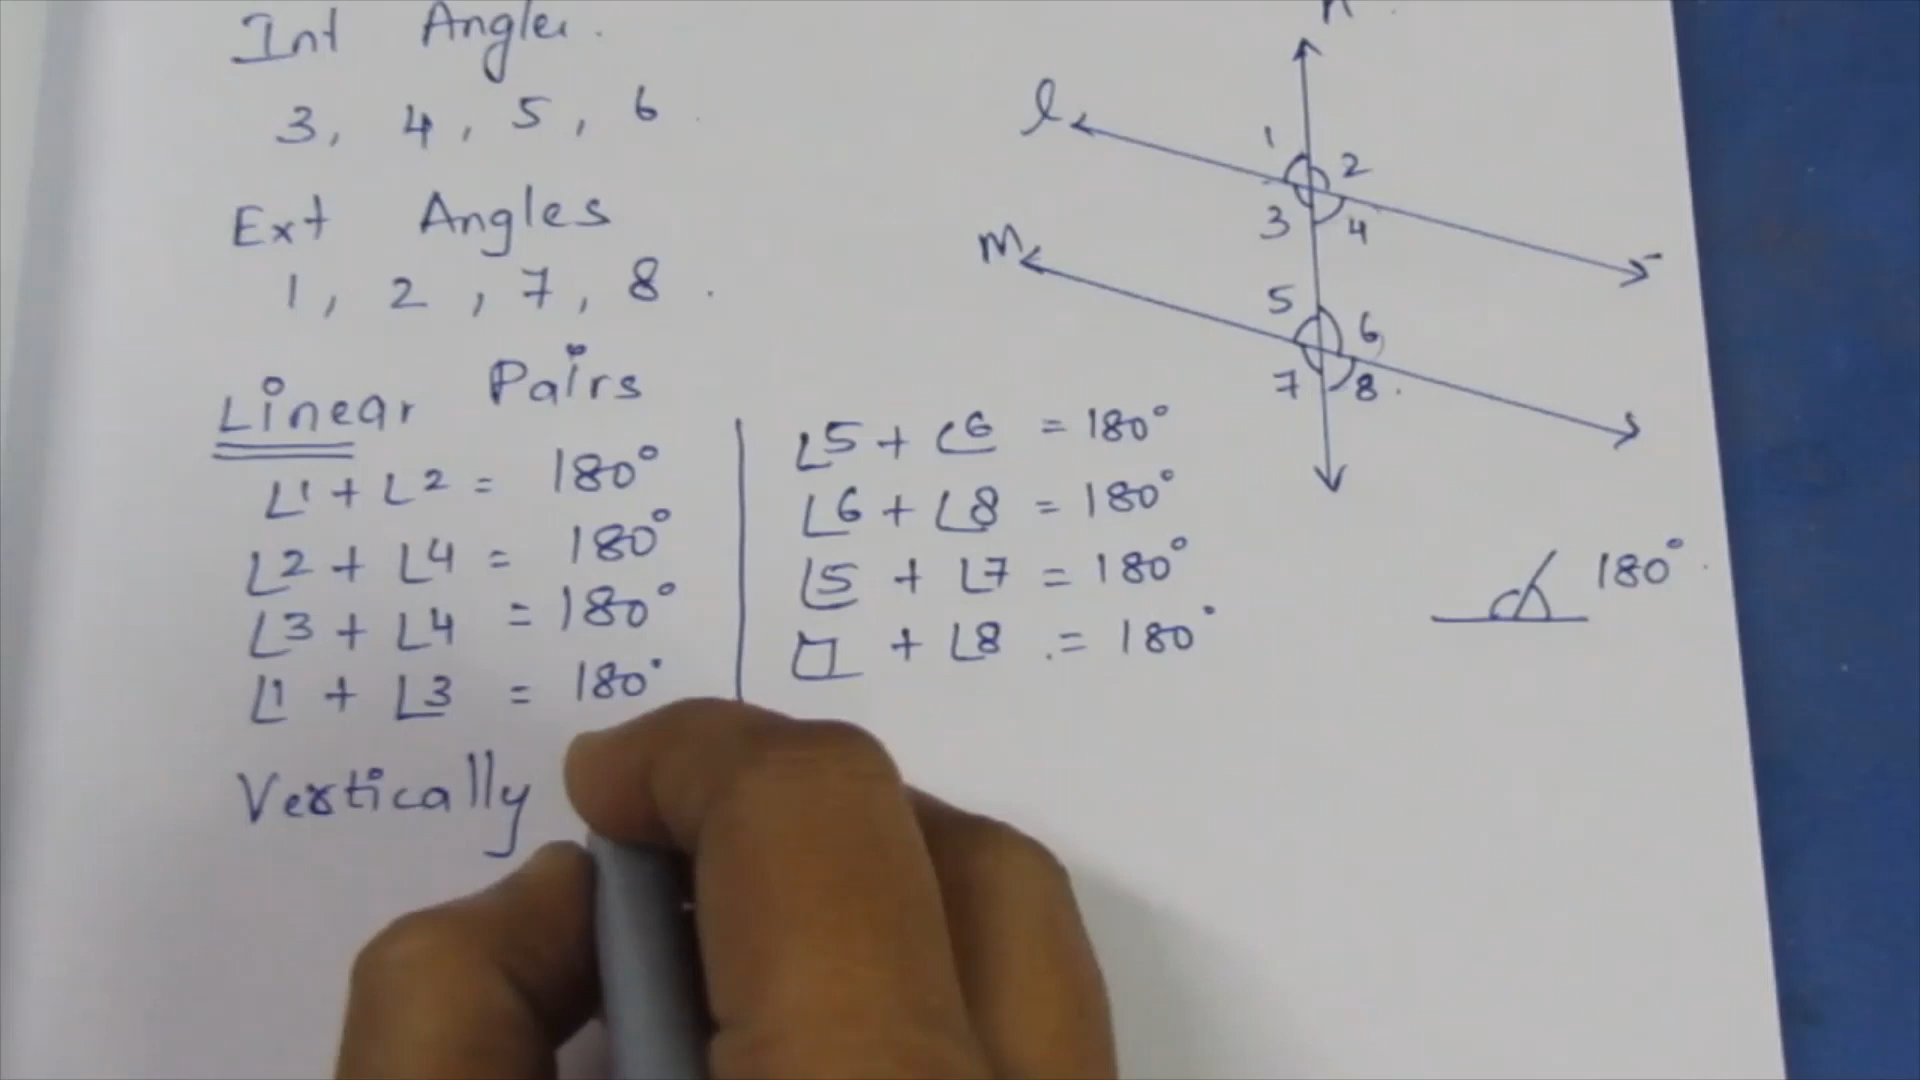 Int Angles.
3, 4, 5, 6
Ext Angles
1, 2, 7, 8.
Linear Pairs
∠1 + ∠2 = 180°
∠2 + ∠4 = 180°
∠3 + ∠4 = 180°
∠1 + ∠3 = 180°
∠5 + ∠6 = 180°
∠6 + ∠8 = 180°
∠5 + ∠7 = 180°
∠7 + ∠8 = 180°
Vertically
l
1 2
3 4
m
5 6
7 8
180°